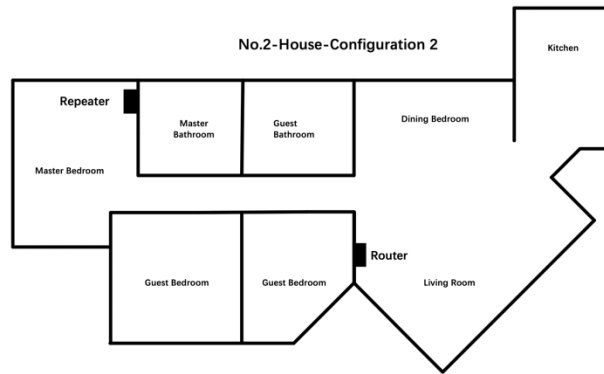 No.2-House-Configuration 2
Kitchen
Repeater
Master
Bathroom
Guest
Bathroom
Dining Bedroom
Master Bedroom
Router
Guest Bedroom
Guest Bedroom
Living Room